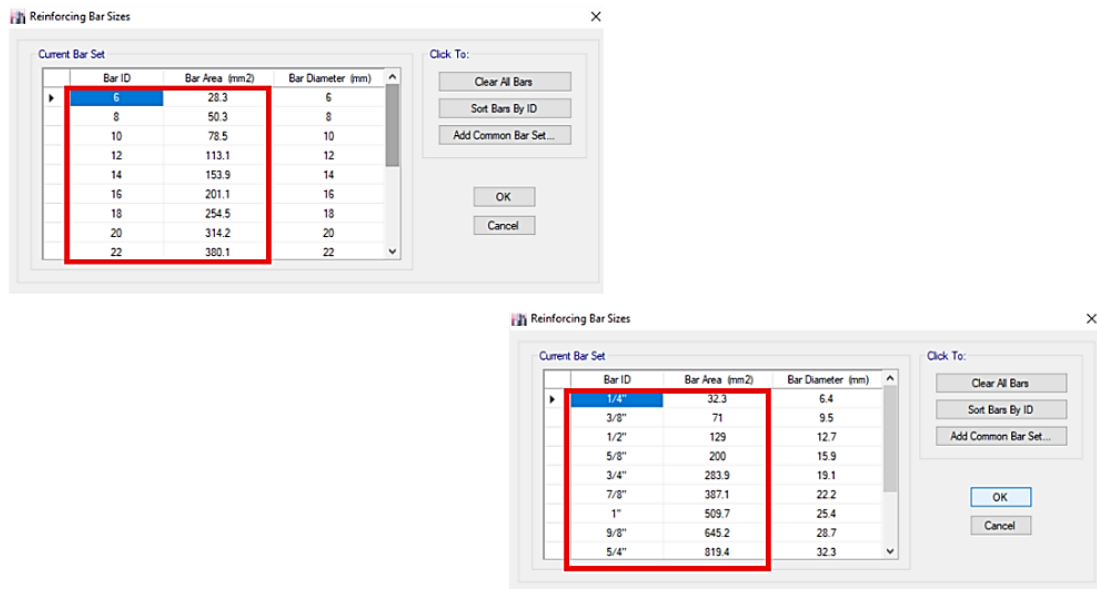 Reinforcing Bar Sizes
Current Bar Set
Click To:
Bar ID Bar Area (mm2) Bar Diameter (mm)
Clear All Bars
6 28.3 6
8 50.3 8
Sort Bars By ID
10 78.5 10
Add Common Bar Set...
12 113.1 12
14 153.9 14
16 201.1 16
OK
18 254.5 18
20 314.2 20
Cancel
22 380.1 22
Reinforcing Bar Sizes
Current Bar Set
Click To:
Bar ID Bar Area (mm2) Bar Diameter (mm)
Clear All Bars
1/4" 32.3 6.4
3/8" 71 9.5
Sort Bars By ID
1/2" 129 12.7
Add Common Bar Set...
5/8" 200 15.9
3/4" 283.9 19.1
7/8" 387.1 22.2
OK
1" 509.7 25.4
9/8" 645.2 28.7
Cancel
5/4" 819.4 32.3